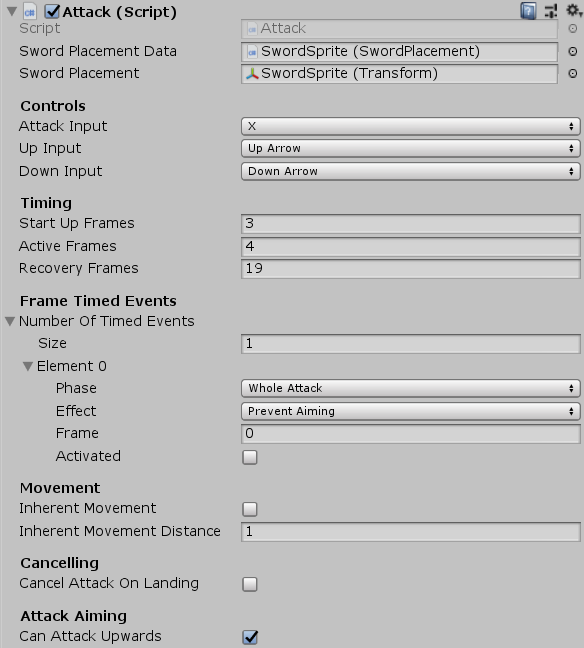 Attack (Script)
Script Attack
Sword Placement Data SwordSprite (SwordPlacement)
Sword Placement SwordSprite (Transform)
Controls
Attack Input X
Up Input Up Arrow
Down Input Down Arrow
Timing
Start Up Frames 3
Active Frames 4
Recovery Frames 19
Frame Timed Events
Number Of Timed Events
Size 1
Element 0
Phase Whole Attack
Effect Prevent Aiming
Frame 0
Activated
Movement
Inherent Movement
Inherent Movement Distance 1
Cancelling
Cancel Attack On Landing
Attack Aiming
Can Attack Upwards